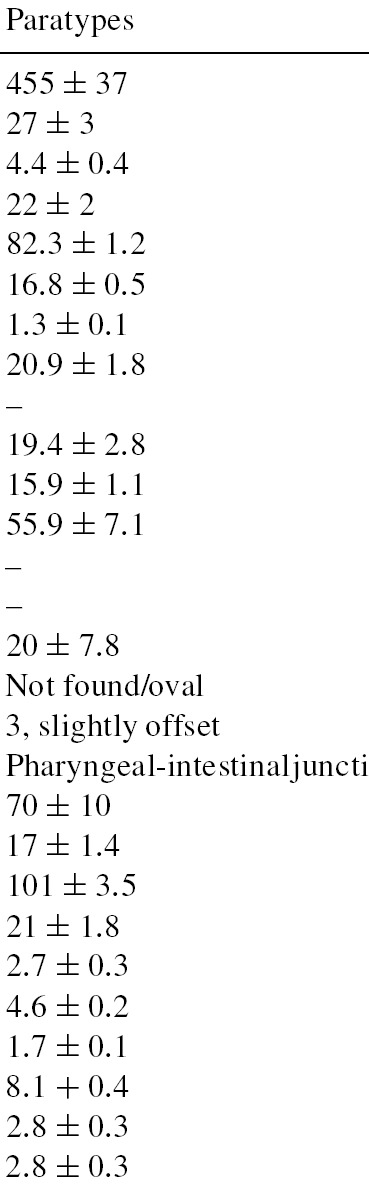 Paratypes
455 ± 37
27 ± 3
4.4 ± 0.4
22 ± 2
82.3 ± 1.2
16.8 ± 0.5
1.3 ± 0.1
20.9 ± 1.8
–
19.4 ± 2.8
15.9 ± 1.1
55.9 ± 7.1
–
–
20 ± 7.8
Not found/oval
3, slightly offset
Pharyngeal-intestinaljuncti
70 ± 10
17 ± 1.4
101 ± 3.5
21 ± 1.8
2.7 ± 0.3
4.6 ± 0.2
1.7 ± 0.1
8.1 + 0.4
2.8 ± 0.3
2.8 ± 0.3